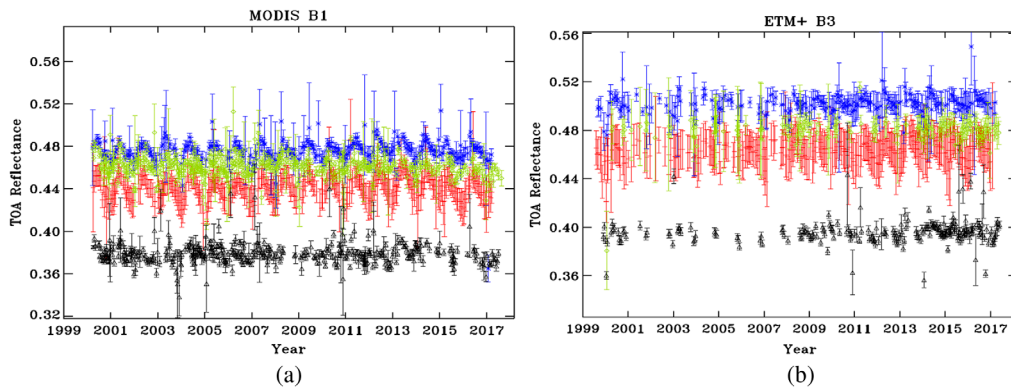 MODIS B1
TOA Reflectance
0.56
0.52
0.48
0.44
0.40
0.36
0.32
1999 2001 2003 2005 2007 2009 2011 2013 2015 2017
Year
(a)
ETM+ B3
TOA Reflectance
0.56
0.52
0.48
0.44
0.40
0.36
1999 2001 2003 2005 2007 2009 2011 2013 2015 2017
Year
(b)